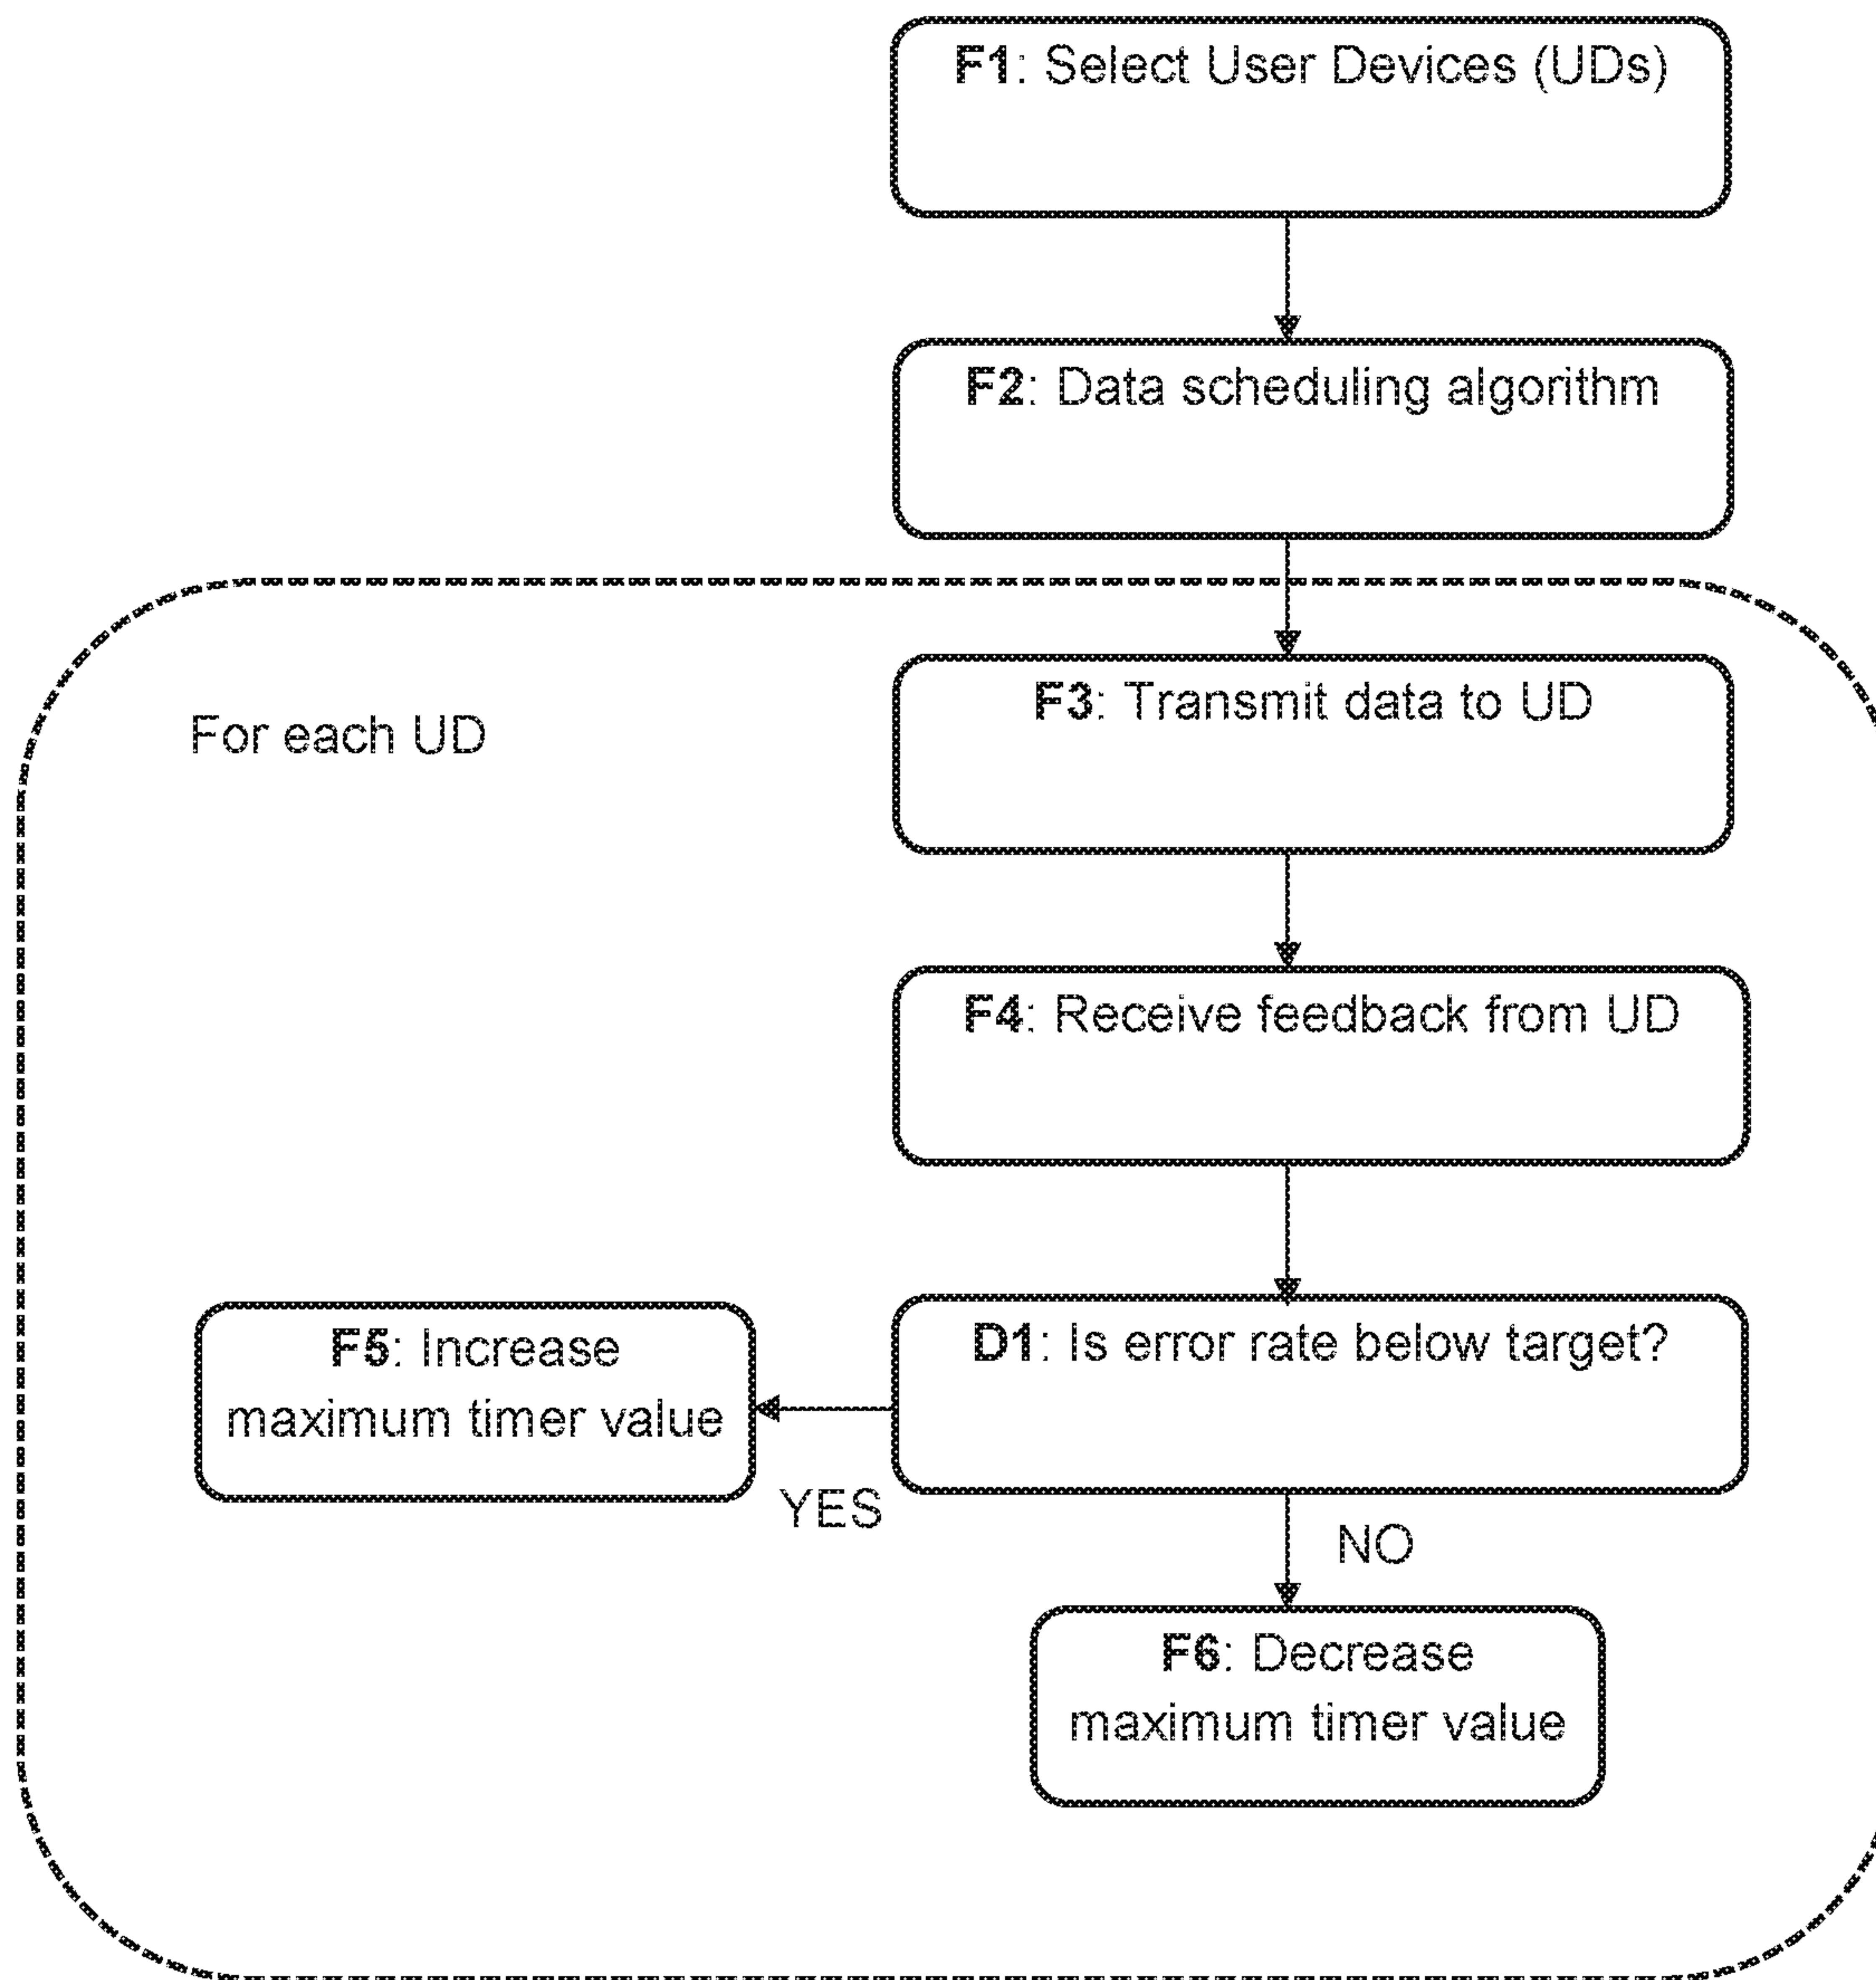 F1: Select User Devices (UDs)
F2: Data scheduling algorithm
For each UD
F3: Transmit data to UD
F4: Receive feedback from UD
D1: Is error rate below target?
F5: Increase
maximum timer value
YES
NO
F6: Decrease
maximum timer value